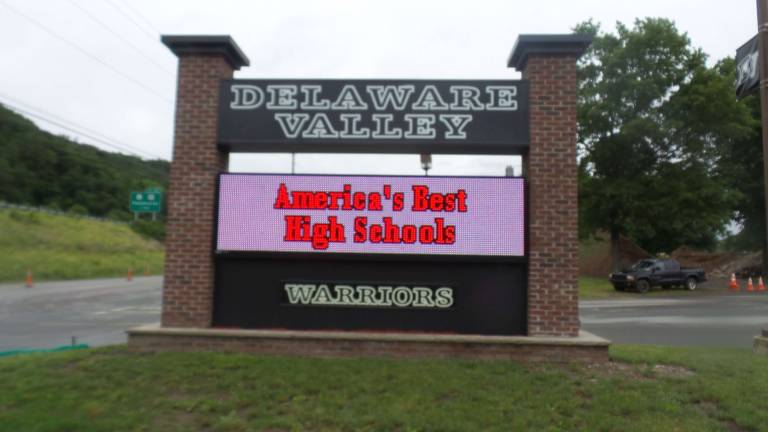 DELAWARE
VALLEY
America's Best
High Schools
WARRIORS